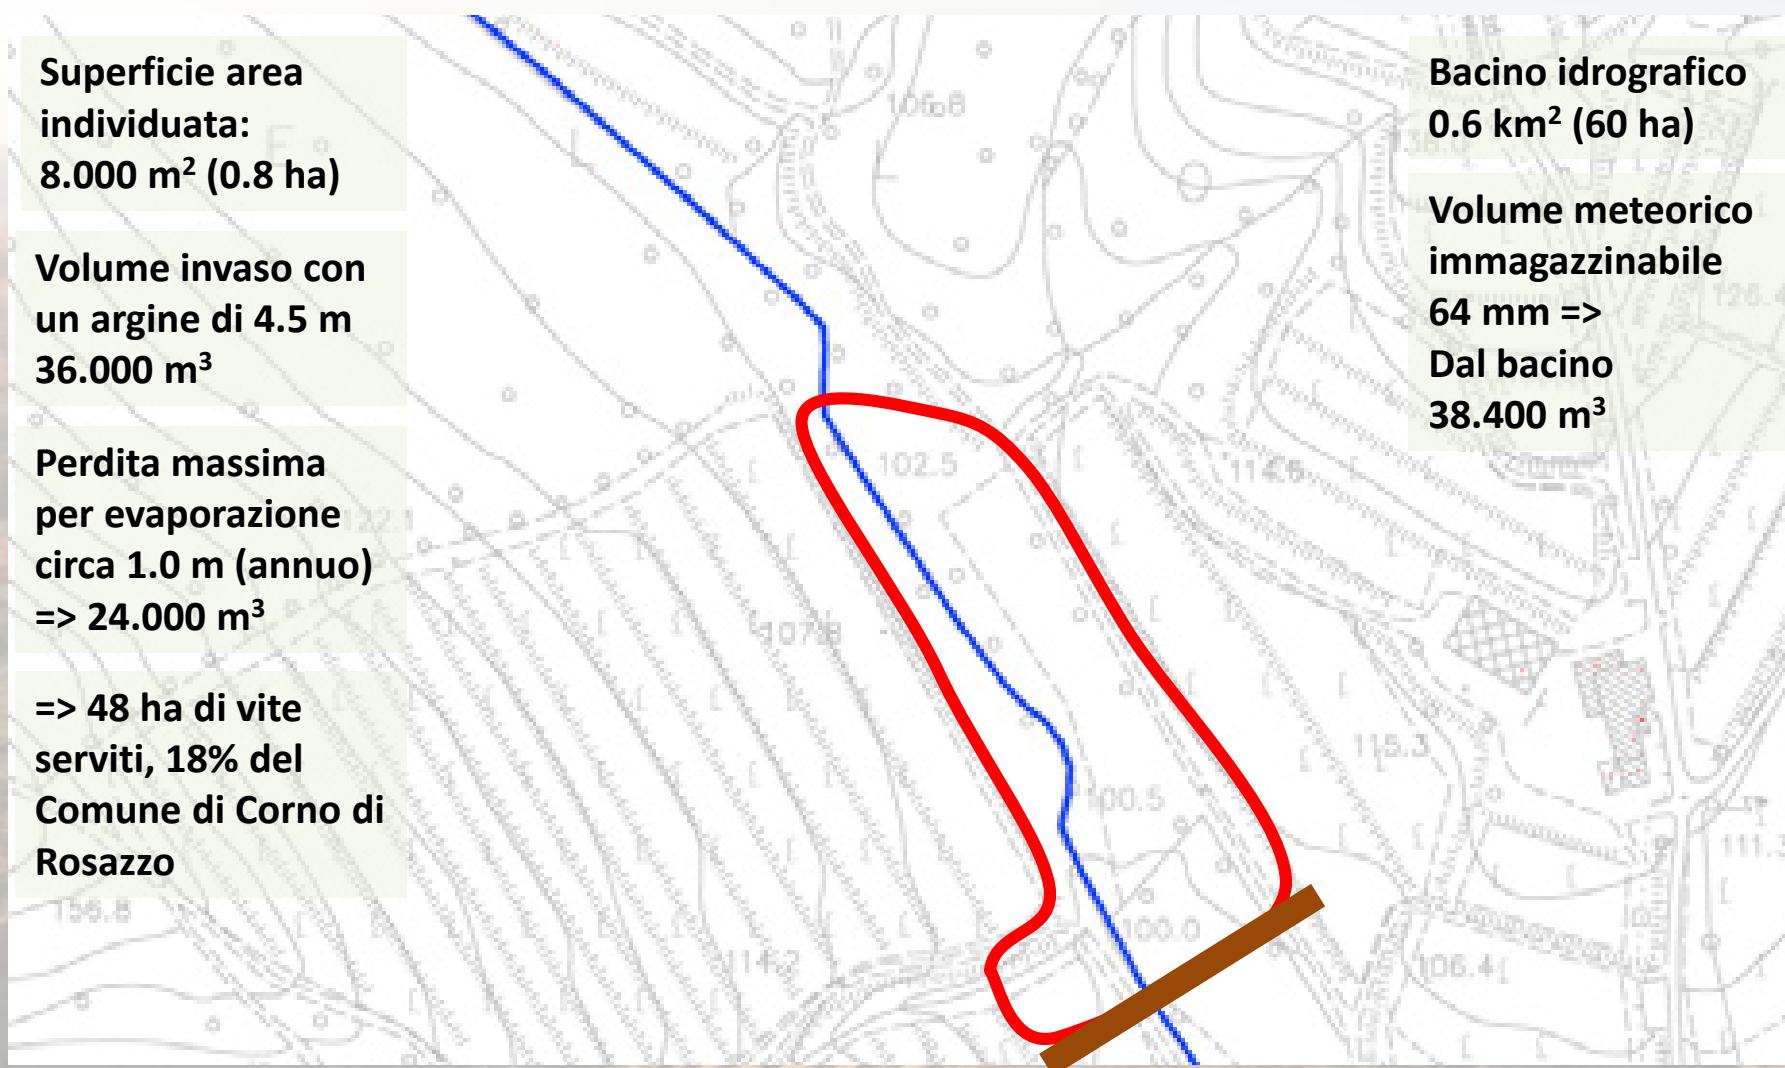 Superficie area
individuata:
8.000 m² (0.8 ha)
Volume invaso con
un argine di 4.5 m
36.000 m³
Perdita massima
per evaporazione
circa 1.0 m (annuo)
=> 24.000 m³
=> 48 ha di vite
serviti, 18% del
Comune di Corno di
Rosazzo
Bacino idrografico
0.6 km² (60 ha)
Volume meteorico
immagazzinabile
64 mm =>
Dal bacino
38.400 m³
106.8
102.5
114.6
107.8
115.3
100.5
100.0
114.2
106.4
156.8